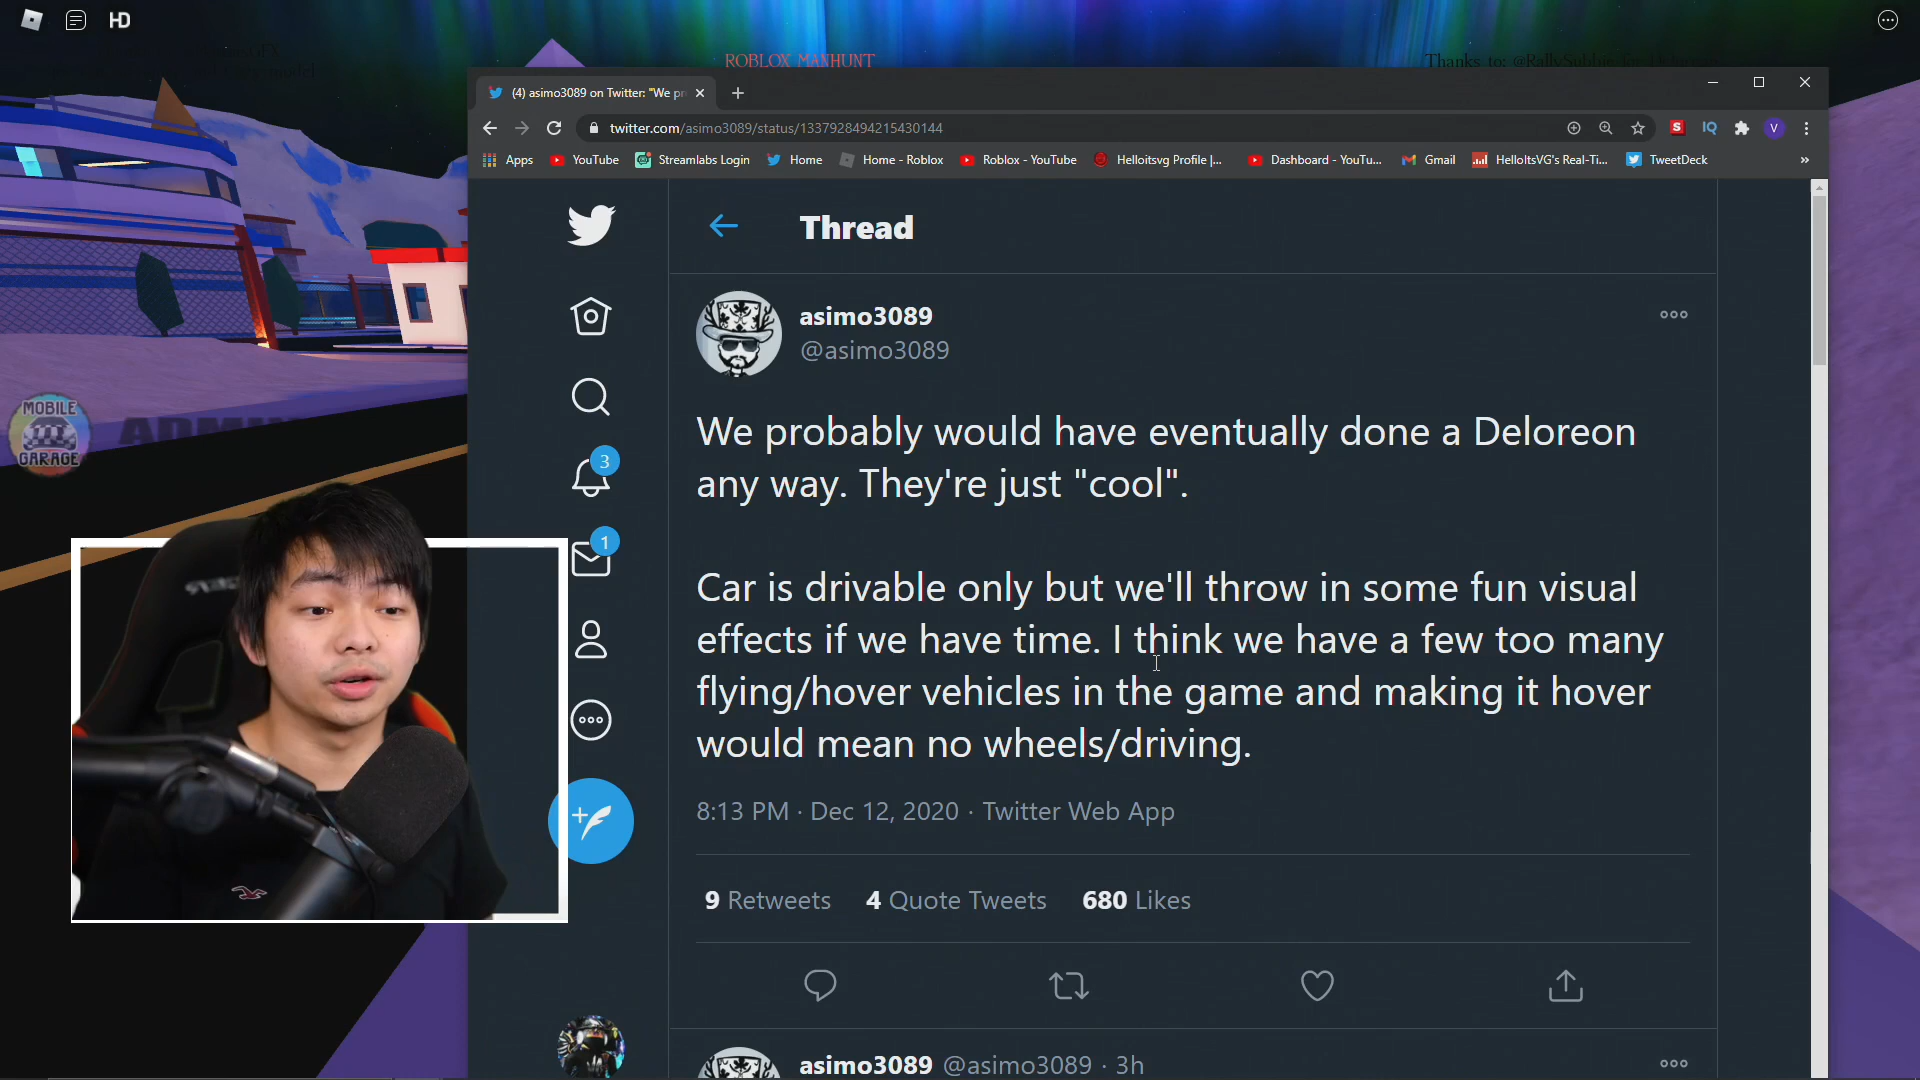 HD
ROBLOX MANHUNT
Thanks to: @RallySubbie for
(4) asimo3089 on Twitter: "We pr
twitter.com/asimo3089/status/1337928494215430144
S
IQ
V
Apps
YouTube
Streamlabs Login
Home
Home - Roblox
Roblox - YouTube
Helloitsvg Profile |...
Dashboard - YouTu...
Gmail
HelloItsVG's Real-Ti...
TweetDeck
»
Thread
asimo3089
@asimo3089
We probably would have eventually done a Deloreon
any way. They're just "cool".
Car is drivable only but we'll throw in some fun visual
effects if we have time. I think we have a few too many
flying/hover vehicles in the game and making it hover
would mean no wheels/driving.
8:13 PM · Dec 12, 2020 · Twitter Web App
9 Retweets 4 Quote Tweets 680 Likes
asimo3089 @asimo3089 · 3h
3
1
MOBILE
GARAGE